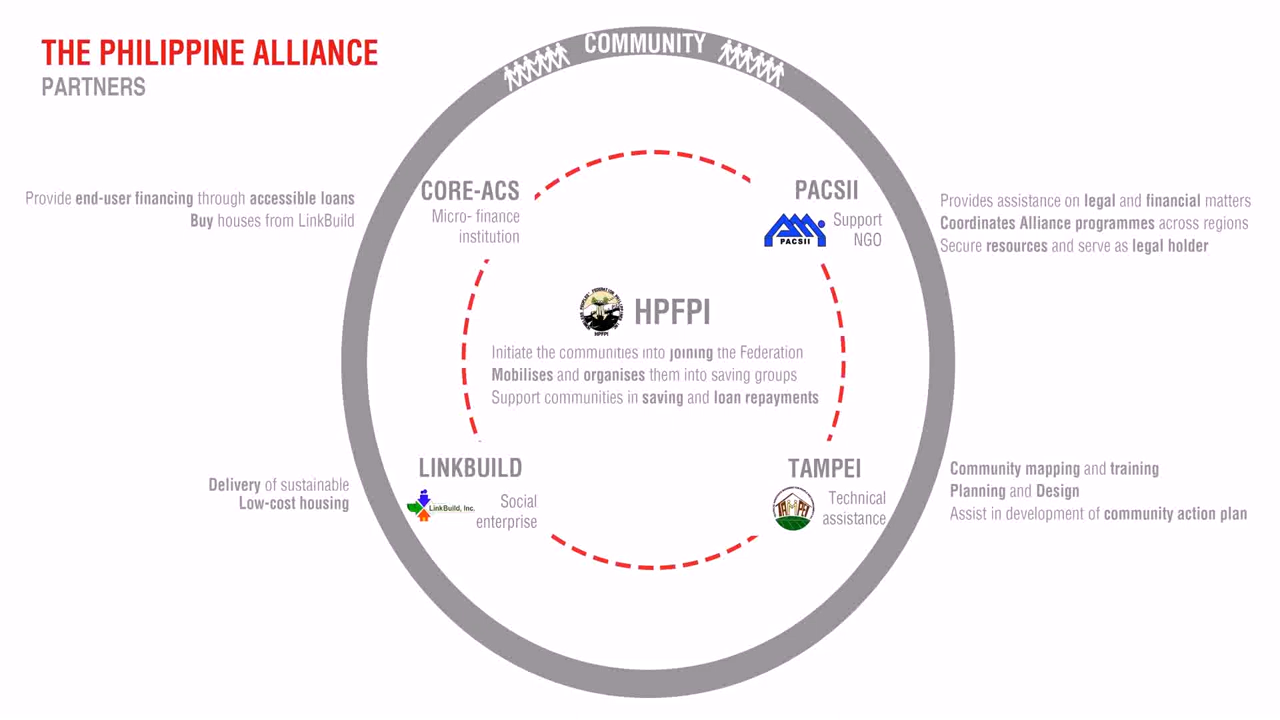 THE PHILIPPINE ALLIANCE
PARTNERS
COMMUNITY
CORE-ACS
Micro- finance
institution
Provide end-user financing through accessible loans
Buy houses from LinkBuild
PACSII
PACSII
Support
NGO
Provides assistance on legal and financial matters
Coordinates Alliance programmes across regions
Secure resources and serve as legal holder
HPFPI
HPFPI
Initiate the communities into joining the Federation
Mobilises and organises them into saving groups
Support communities in saving and loan repayments
LINKBUILD
LinkBuild, Inc.
Social
enterprise
Delivery of sustainable
Low-cost housing
TAMPEI
TAMPEI
Technical
assistance
Community mapping and training
Planning and Design
Assist in development of community action plan